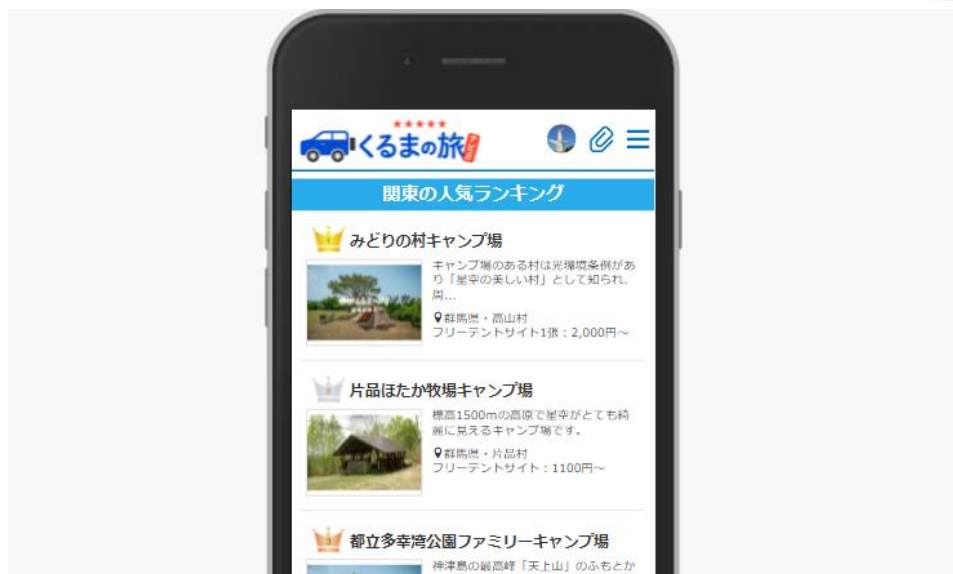 ★★★★★
くるまの旅ナビ
関東の人気ランキング
1
みどりの村キャンプ場
キャンプ場のある村は光環境条例があ
り「星空の美しい村」として知られ、
周...
群馬県・高山村
フリーテントサイト1張：2,000円～
2
片品ほたか牧場キャンプ場
標高1500mの高原で星空がとても綺
麗に見えるキャンプ場です。
群馬県・片品村
フリーテントサイト：1100円～
3
都立多幸湾公園ファミリーキャンプ場
神津島の最高峰「天上山」のふもとか